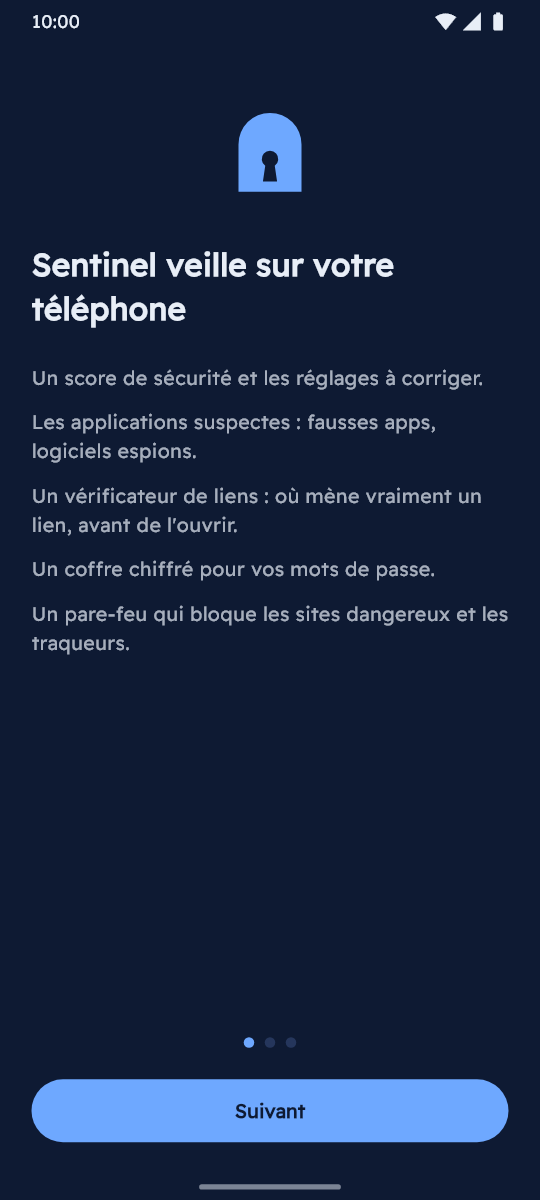 10:00
Sentinel veille sur votre
téléphone
Un score de sécurité et les réglages à corriger.
Les applications suspectes : fausses apps,
logiciels espions.
Un vérificateur de liens : où mène vraiment un
lien, avant de l'ouvrir.
Un coffre chiffré pour vos mots de passe.
Un pare-feu qui bloque les sites dangereux et les
traqueurs.
Suivant